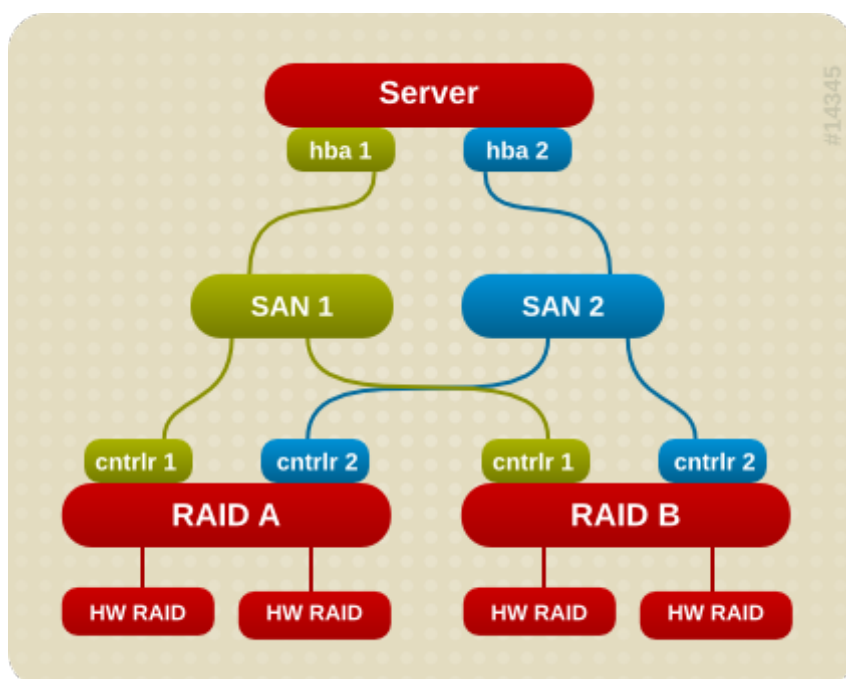 Server
#14345
hba 1
hba 2
SAN 1
SAN 2
cntrlr 1
cntrlr 2
cntrlr 1
cntrlr 2
RAID A
RAID B
HW RAID
HW RAID
HW RAID
HW RAID